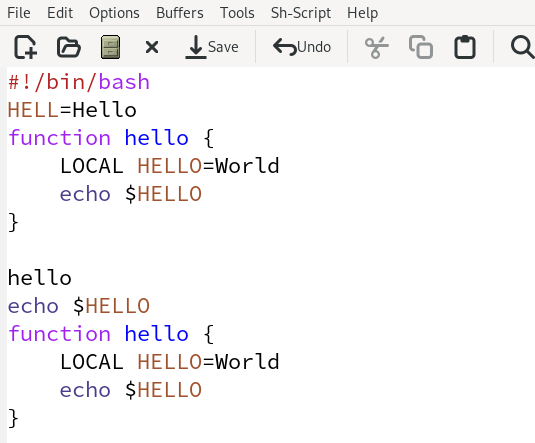 File Edit Options Buffers Tools Sh-Script Help
Save Undo
#!/bin/bash
HELL=Hello
function hello {
    LOCAL HELLO=World
    echo $HELLO
}

hello
echo $HELLO
function hello {
    LOCAL HELLO=World
    echo $HELLO
}